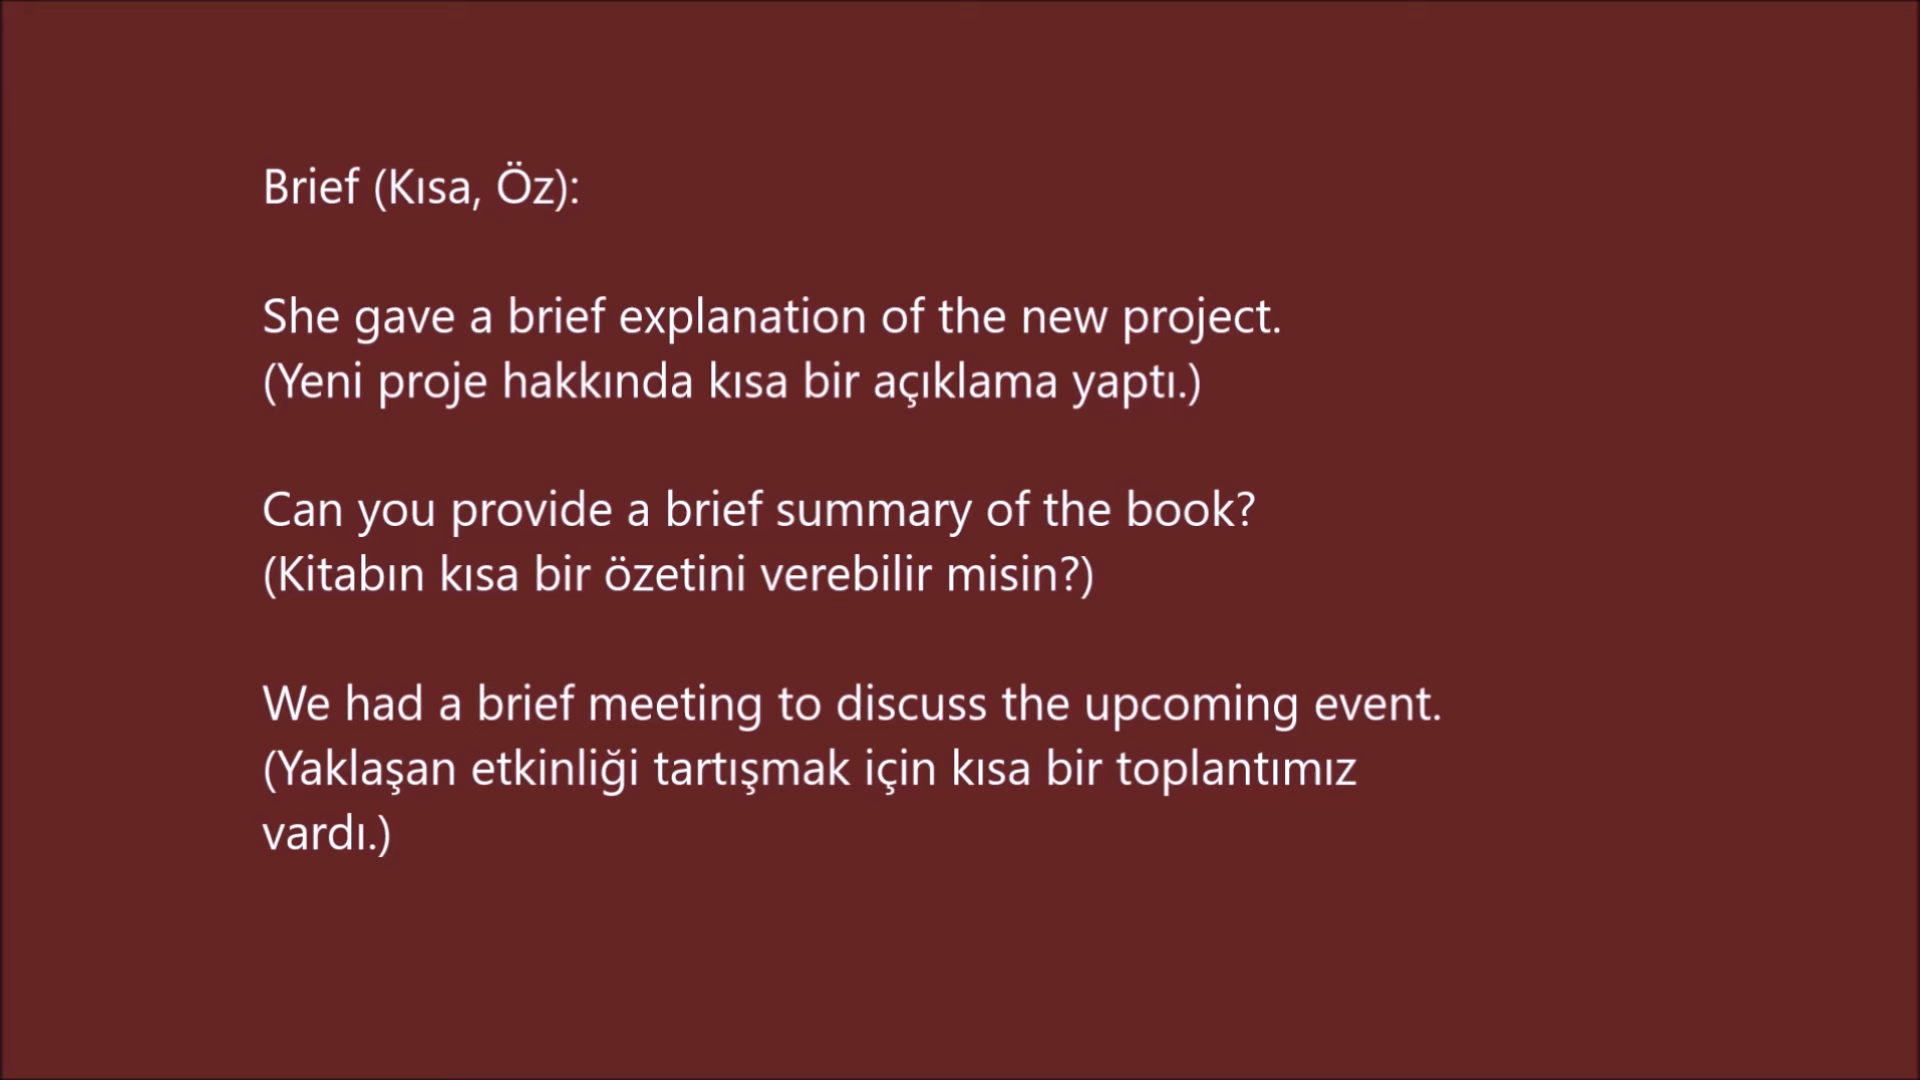 Brief (Kısa, Öz):
She gave a brief explanation of the new project.
(Yeni proje hakkında kısa bir açıklama yaptı.)
Can you provide a brief summary of the book?
(Kitabın kısa bir özetini verebilir misin?)
We had a brief meeting to discuss the upcoming event.
(Yaklaşan etkinliği tartışmak için kısa bir toplantımız
vardı.)